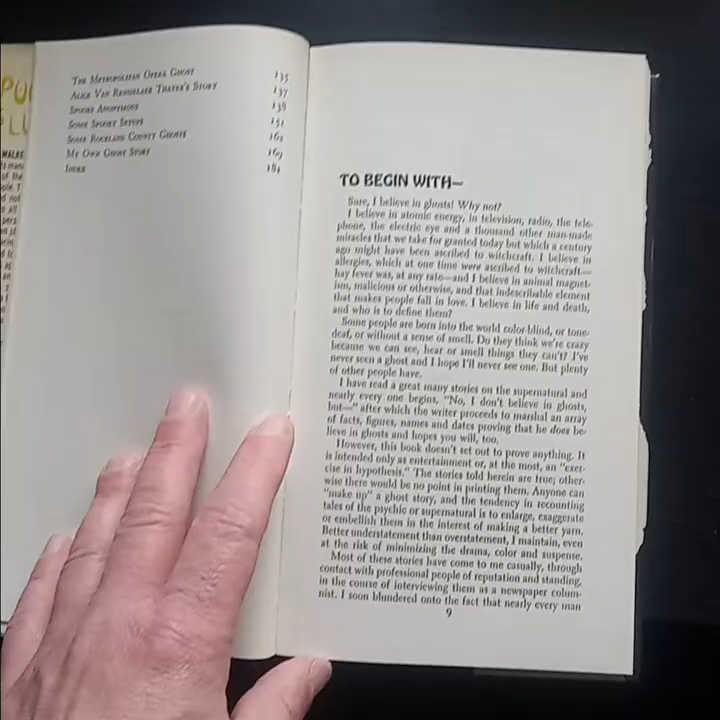 THE METROPOLITAN OPERA GHOST 135
ALICE VAN RENSSELAER THAYER'S STORY 137
SPOOKS ANONYMOUS 138
SOME SPOOKY SETUPS 151
SOME ROCKLAND COUNTY GHOSTS 162
MY OWN GHOST STORY 169
INDEX 181
WALKE
TO BEGIN WITH—
Sure, I believe in ghosts! Why not?
I believe in atomic energy, in television, radio, the tele-
phone, the electric eye and a thousand other man-made
miracles that we take for granted today but which a century
ago might have been ascribed to witchcraft. I believe in
allergies, which at one time were ascribed to witchcraft—
hay fever was, at any rate—and I believe in animal magnet-
ism, malicious or otherwise, and that indescribable element
that makes people fall in love. I believe in life and death,
and who is to define them?
Some people are born into the world color-blind, or tone-
deaf, or without a sense of smell. Do they think we're crazy
because we can see, hear or smell things they can't? I've
never seen a ghost and I hope I'll never see one. But plenty
of other people have.
I have read a great many stories on the supernatural and
nearly every one begins, "No, I don't believe in ghosts,
but—" after which the writer proceeds to marshal an array
of facts, figures, names and dates proving that he does be-
lieve in ghosts and hopes you will, too.
However, this book doesn't set out to prove anything. It
is intended only as entertainment or, at the most, an "exer-
cise in hypothesis." The stories told herein are true; other-
wise there would be no point in printing them. Anyone can
"make up" a ghost story, and the tendency in recounting
tales of the psychic or supernatural is to enlarge, exaggerate
or embellish them in the interest of making a better yarn.
Better understatement than overstatement, I maintain, even
at the risk of minimizing the drama, color and suspense.
Most of these stories have come to me casually, through
contact with professional people of reputation and standing,
in the course of interviewing them as a newspaper colum-
nist. I soon blundered onto the fact that nearly every man
9